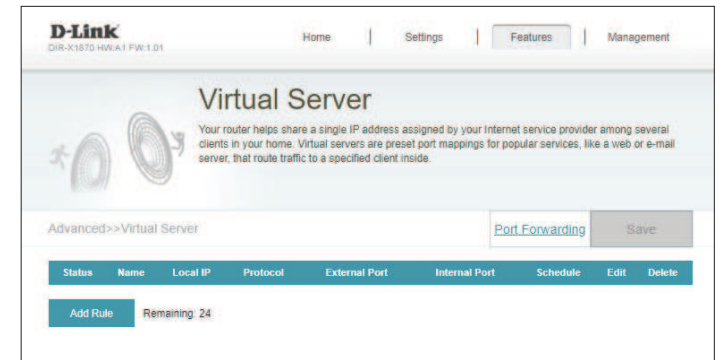 D-Link
DIR-X1870 HW:A1 FW:1.01
Home | Settings | Features | Management
Virtual Server
Your router helps share a single IP address assigned by your Internet service provider among several
clients in your home. Virtual servers are preset port mappings for popular services, like a web or e-mail
server, that route traffic to a specified client inside.
Advanced>>Virtual Server
Port Forwarding
Save
Status Name Local IP Protocol External Port Internal Port Schedule Edit Delete
Add Rule
Remaining: 24